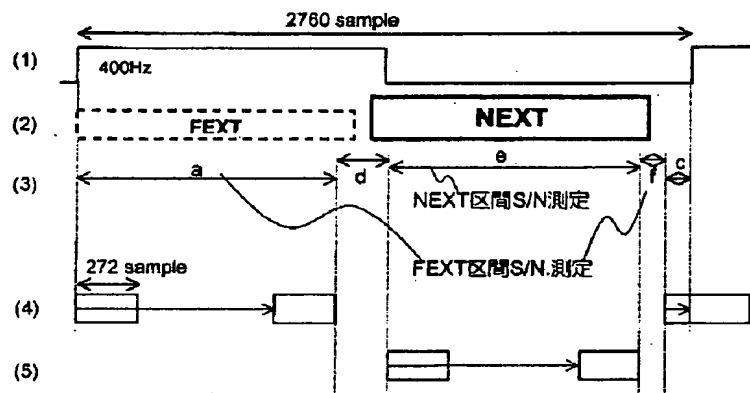 2760 sample
(1)
400Hz
(2)
FEXT
NEXT
(3)
a
d
e
f
c
NEXT区間S/N測定
FEXT区間S/N.測定
272 sample
(4)
(5)